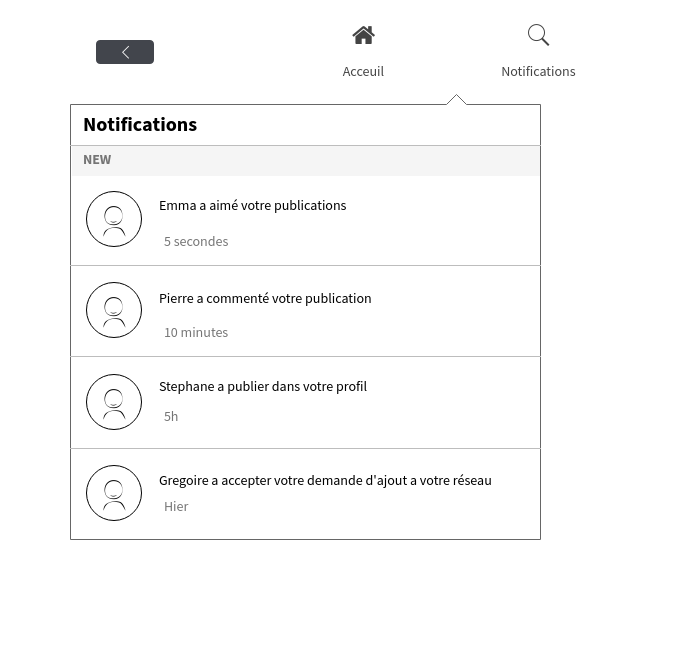 Acceuil
Notifications
Notifications
NEW
Emma a aimé votre publications
5 secondes
Pierre a commenté votre publication
10 minutes
Stephane a publier dans votre profil
5h
Gregoire a accepter votre demande d'ajout a votre réseau
Hier